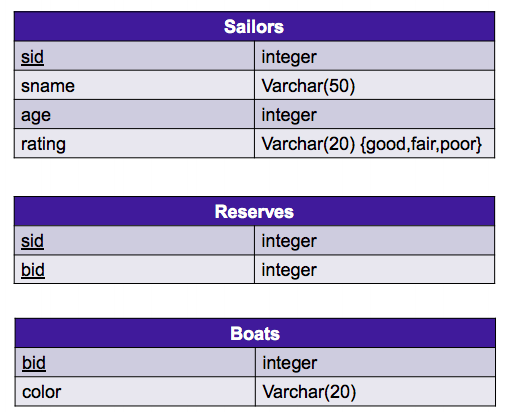 Sailors
sid integer
sname Varchar(50)
age integer
rating Varchar(20) {good,fair,poor}
Reserves
sid integer
bid integer
Boats
bid integer
color Varchar(20)